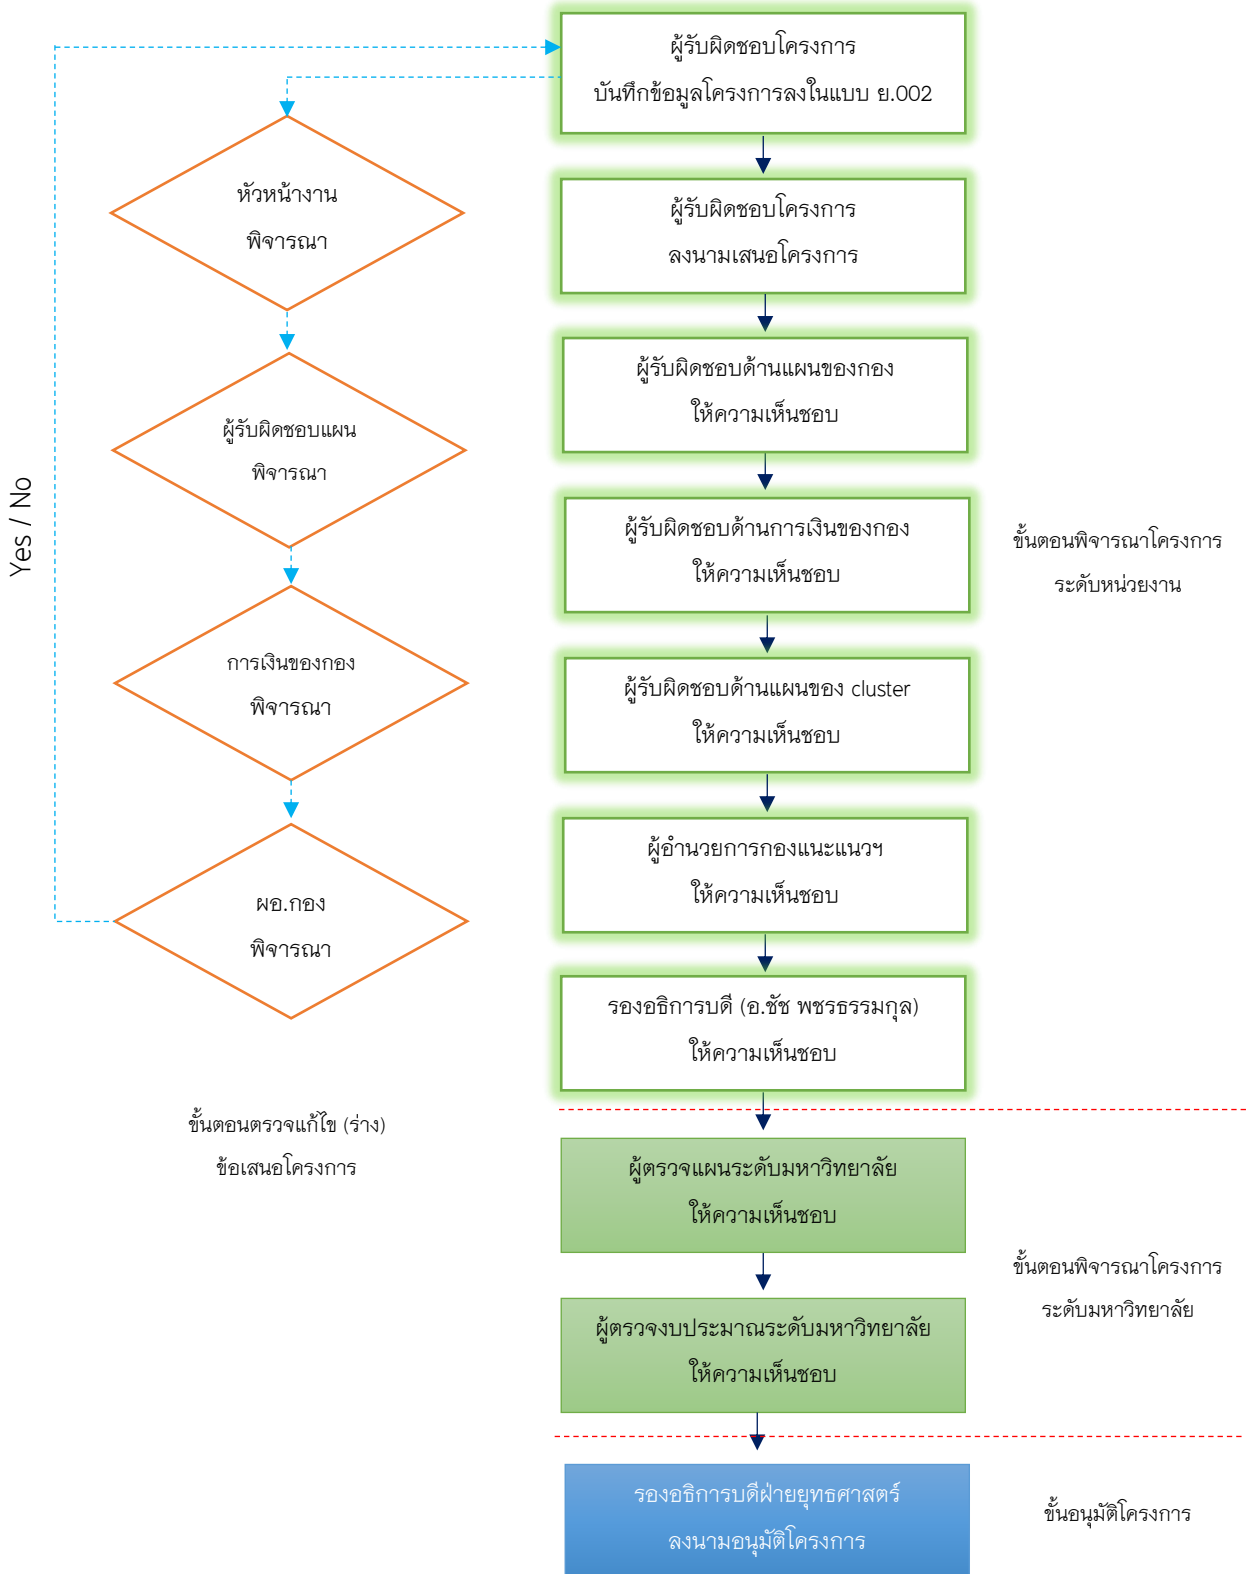 ผู้รับผิดชอบโครงการ
บันทึกข้อมูลโครงการลงในแบบ ย.002
หัวหน้างาน
พิจารณา
ผู้รับผิดชอบโครงการ
ลงนามเสนอโครงการ
ผู้รับผิดชอบด้านแผนของกอง
ให้ความเห็นชอบ
ผู้รับผิดชอบแผน
พิจารณา
Yes / No
ผู้รับผิดชอบด้านการเงินของกอง
ให้ความเห็นชอบ
ขั้นตอนพิจารณาโครงการ
ระดับหน่วยงาน
การเงินของกอง
พิจารณา
ผู้รับผิดชอบด้านแผนของ cluster
ให้ความเห็นชอบ
ผู้อำนวยการกองแนะแนวฯ
ให้ความเห็นชอบ
ผอ.กอง
พิจารณา
รองอธิการบดี (อ.ชัช พชรธรรมกุล)
ให้ความเห็นชอบ
ขั้นตอนตรวจแก้ไข (ร่าง)
ข้อเสนอโครงการ
ผู้ตรวจแผนระดับมหาวิทยาลัย
ให้ความเห็นชอบ
ขั้นตอนพิจารณาโครงการ
ระดับมหาวิทยาลัย
ผู้ตรวจงบประมาณระดับมหาวิทยาลัย
ให้ความเห็นชอบ
รองอธิการบดีฝ่ายยุทธศาสตร์
ลงนามอนุมัติโครงการ
ขั้นอนุมัติโครงการ